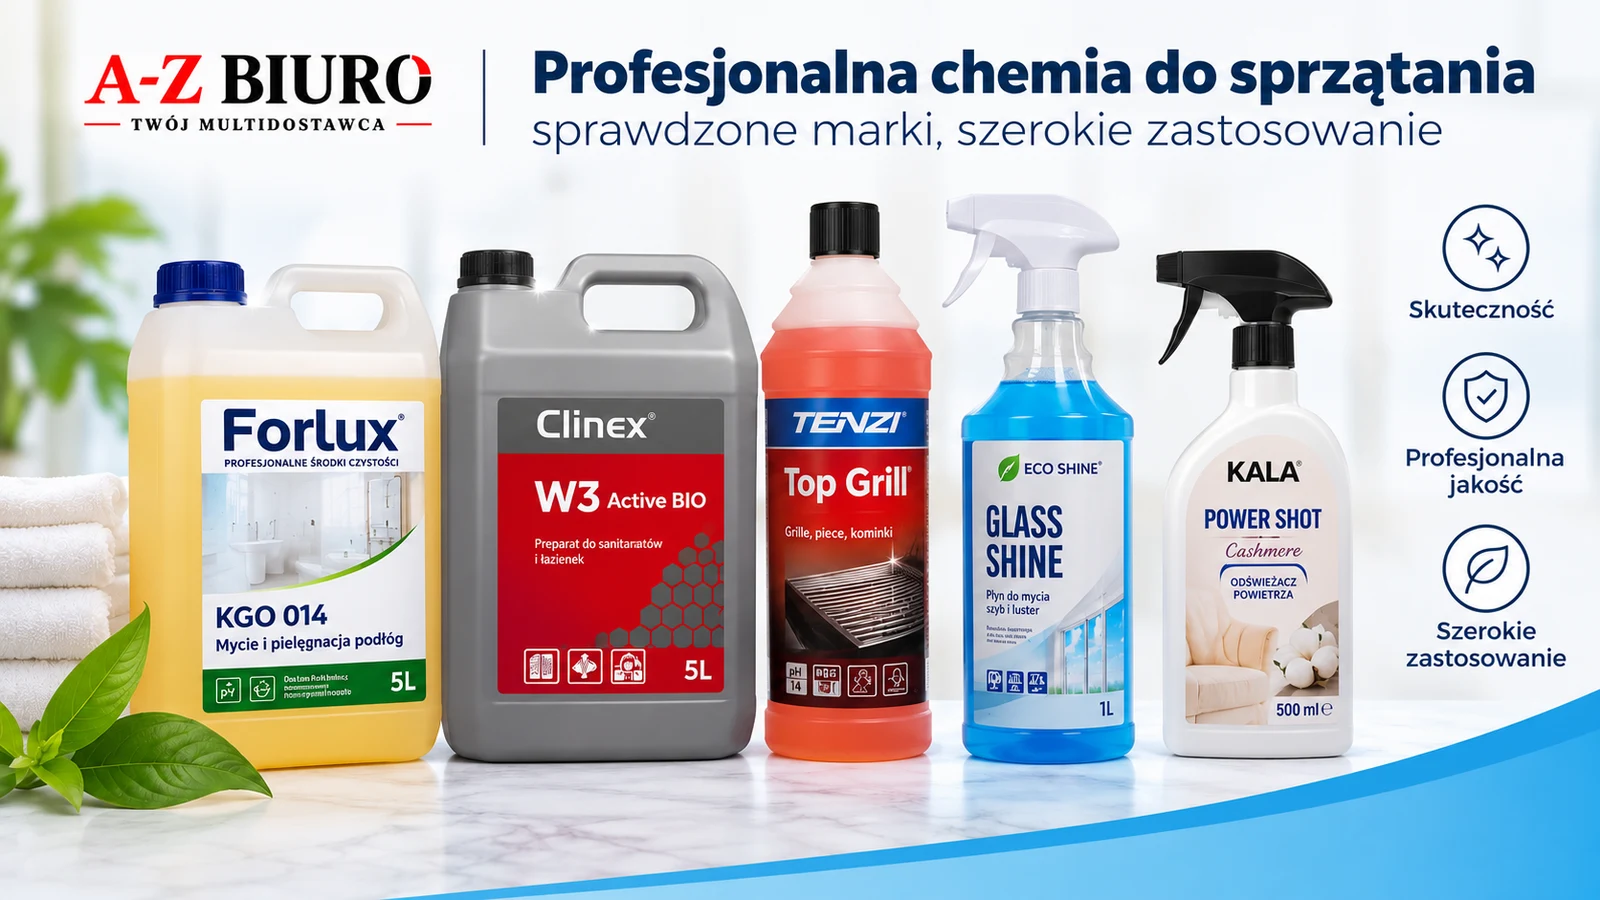 A-Z BIURO
TWÓJ MULTIDOSTAWCA
Profesjonalna chemia do sprzątania
sprawdzone marki, szerokie zastosowanie
Forlux®
PROFESJONALNE ŚRODKI CZYSTOŚCI
KGO 014
Mycie i pielęgnacja podłóg
pH
5L
Clinex®
W3 Active BIO
Preparat do sanitariatów
i łazienek
5L
TENZI®
Top Grill®
Grille, piece, kominki
pH
14
ECO SHINE®
GLASS
SHINE
Płyn do mycia
szyb i luster
1L
KALA®
POWER SHOT
Cashmere
ODŚWIEŻACZ
POWIETRZA
500 ml e
Skuteczność
Profesjonalna
jakość
Szerokie
zastosowanie